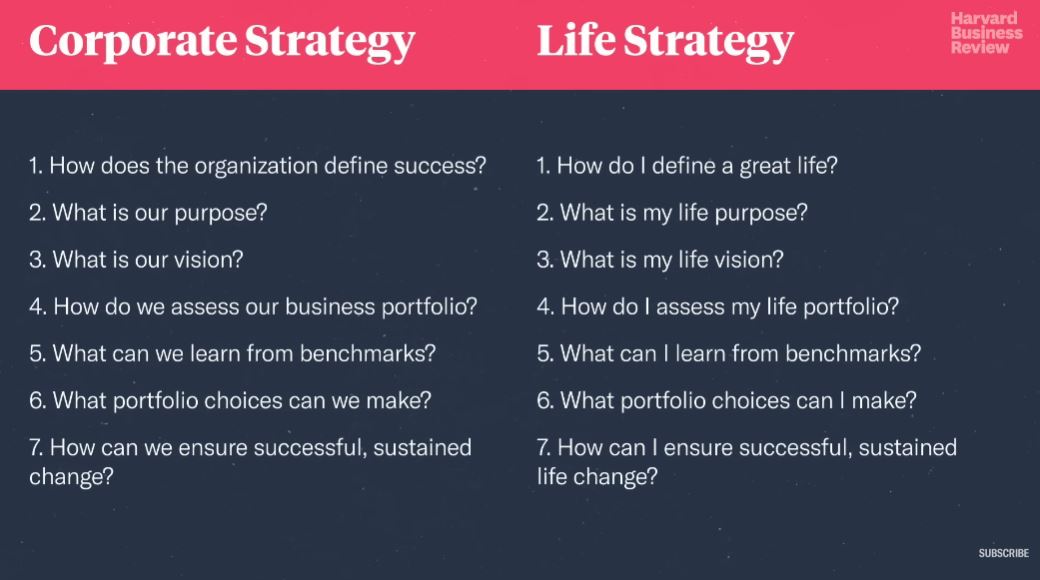 Corporate Strategy
Life Strategy
Harvard
Business
Review
1. How does the organization define success?
2. What is our purpose?
3. What is our vision?
4. How do we assess our business portfolio?
5. What can we learn from benchmarks?
6. What portfolio choices can we make?
7. How can we ensure successful, sustained
change?
1. How do I define a great life?
2. What is my life purpose?
3. What is my life vision?
4. How do I assess my life portfolio?
5. What can I learn from benchmarks?
6. What portfolio choices can I make?
7. How can I ensure successful, sustained
life change?
SUBSCRIBE